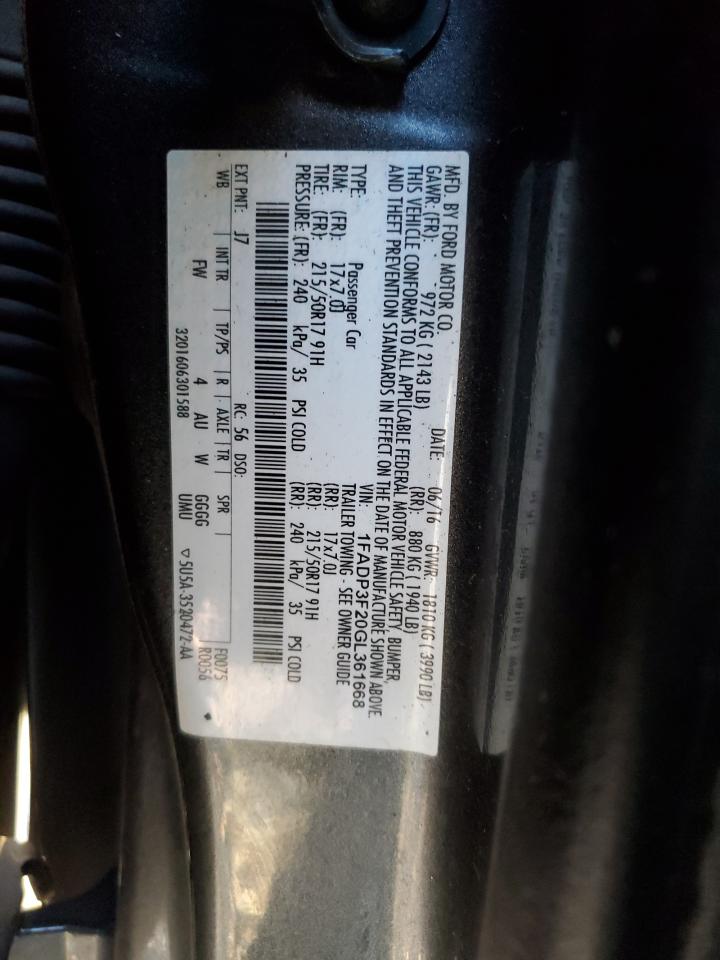 MFD. BY FORD MOTOR CO. DATE: 06/16 GVWR: 1810 KG ( 3990 LB)
GAWR: (FR): 972 KG ( 2143 LB) (RR): 880 KG ( 1940 LB)
THIS VEHICLE CONFORMS TO ALL APPLICABLE FEDERAL MOTOR VEHICLE SAFETY, BUMPER,
AND THEFT PREVENTION STANDARDS IN EFFECT ON THE DATE OF MANUFACTURE SHOWN ABOVE.
VIN: 1FADP3F20GL361668
TYPE: Passenger Car TRAILER TOWING - SEE OWNER GUIDE
RIM: (FR): 17x7.0J (RR): 17x7.0J
TIRE: (FR): 215/50R17 91H (RR): 215/50R17 91H
PRESSURE: (FR): 240 kPa/ 35 PSI COLD (RR): 240 kPa/ 35 PSI COLD
EXT PNT: J7 RC: 56 DSO: F0075
WB INT TR TP/PS R AXLE TR SPR R0056
FW 4 AU W GGGG
3201606301588 UMU ▽5U5A-3520472-AA